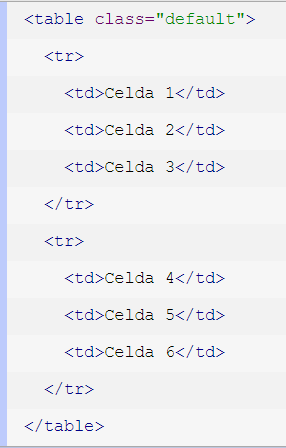 <table class="default">
  <tr>
    <td>Celda 1</td>
    <td>Celda 2</td>
    <td>Celda 3</td>
  </tr>
  <tr>
    <td>Celda 4</td>
    <td>Celda 5</td>
    <td>Celda 6</td>
  </tr>
</table>